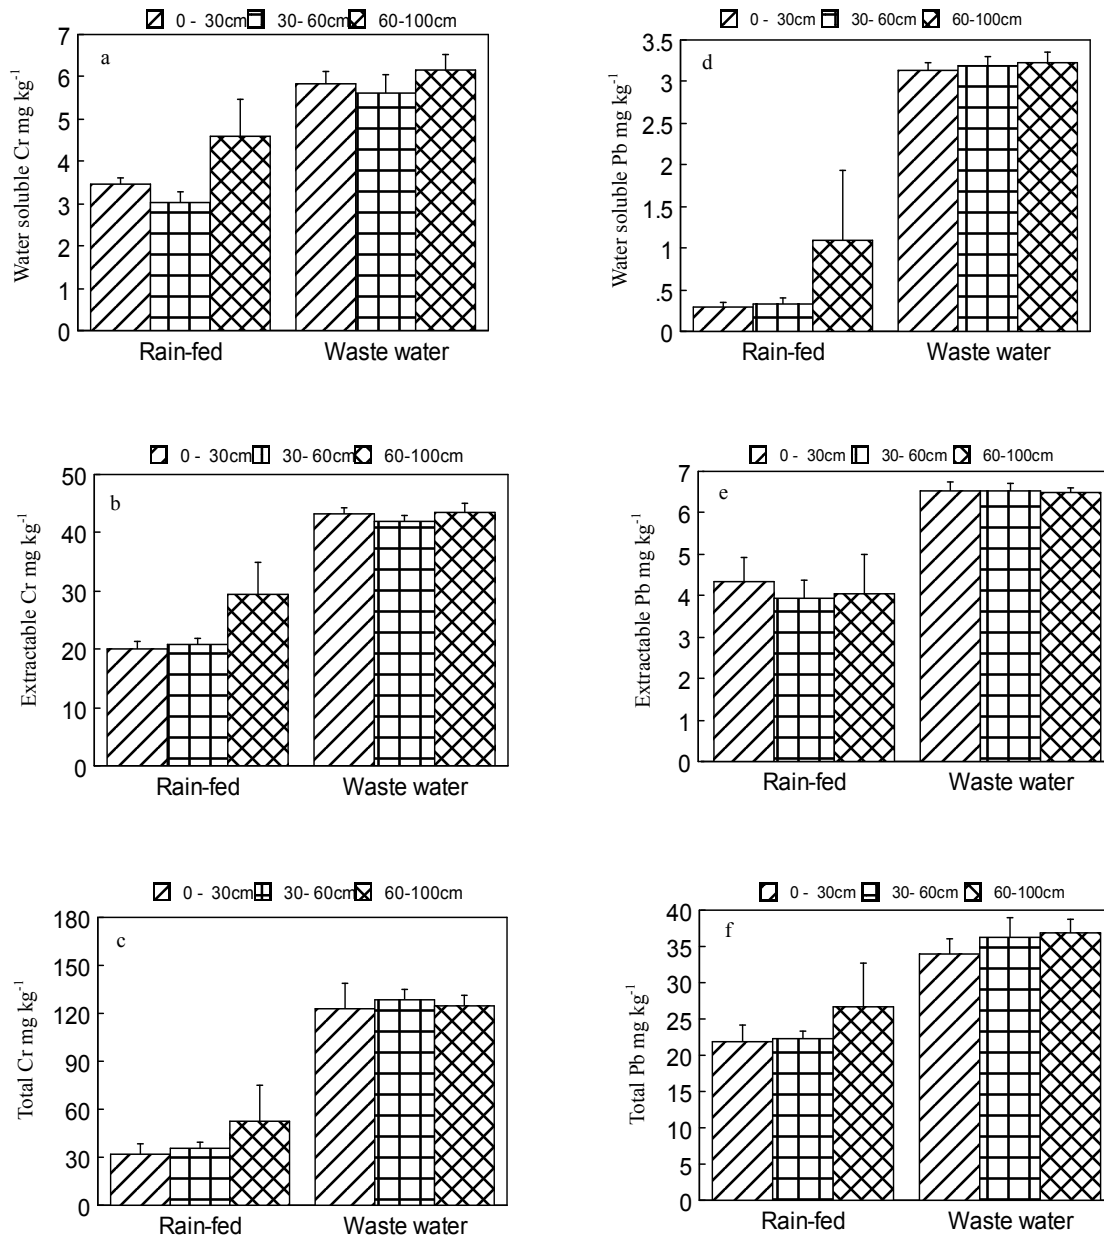 0 - 30cm 30- 60cm 60-100cm
a
Water soluble Cr mg kg-1
7
6
5
4
3
2
1
0
Rain-fed Waste water
0 - 30cm 30- 60cm 60-100cm
d
Water soluble Pb mg kg-1
3.5
3
2.5
2
1.5
1
.5
0
Rain-fed Waste water
0 - 30cm 30- 60cm 60-100cm
b
Extractable Cr mg kg-1
50
40
30
20
10
0
Rain-fed Waste water
0 - 30cm 30- 60cm 60-100cm
e
Extractable Pb mg kg-1
7
6
5
4
3
2
1
0
Rain-fed Waste water
0 - 30cm 30- 60cm 60-100cm
c
Total Cr mg kg-1
180
150
120
90
60
30
0
Rain-fed Waste water
0 - 30cm 30- 60cm 60-100cm
f
Total Pb mg kg-1
40
35
30
25
20
15
10
5
0
Rain-fed Waste water